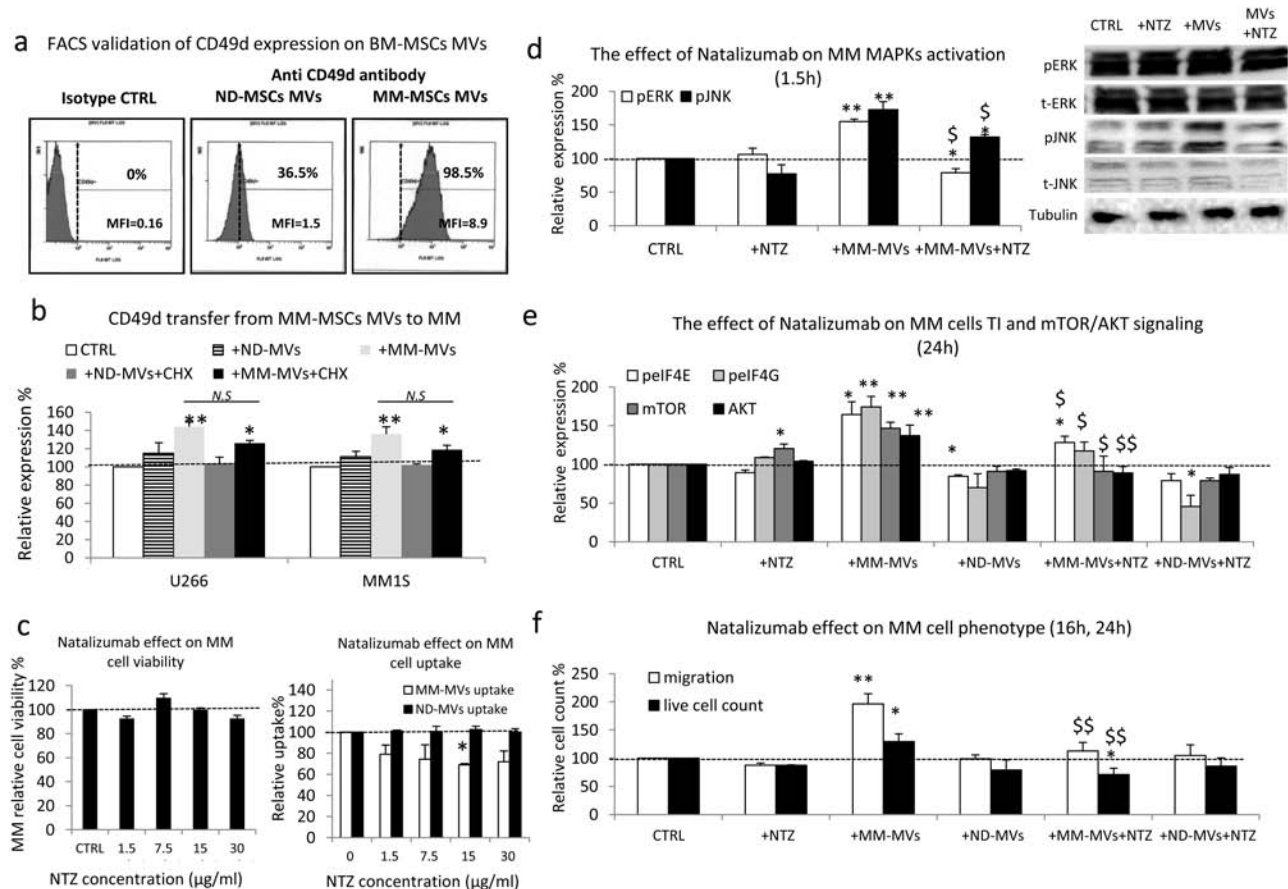 a FACS validation of CD49d expression on BM-MSCs MVs
Anti CD49d antibody
Isotype CTRL ND-MSCs MVs MM-MSCs MVs
0% 36.5% 98.5%
MFI=0.16 MFI=1.5 MFI=8.9
b CD49d transfer from MM-MSCs MVs to MM
CTRL +ND-MVs +MM-MVs
+ND-MVs+CHX +MM-MVs+CHX
N.S N.S
** * ** *
Relative expression %
160
140
120
100
80
60
40
20
0
U266 MM1S
c Natalizumab effect on MM
cell viability
MM relative cell viability %
120
100
80
60
40
20
0
CTRL 1.5 7.5 15 30
NTZ concentration (µg/ml)
Natalizumab effect on MM
cell uptake
MM-MVs uptake
ND-MVs uptake
*
Relative uptake%
200
180
160
140
120
100
80
60
40
20
0
0 1.5 7.5 15 30
NTZ concentration (µg/ml)
d The effect of Natalizumab on MM MAPKs activation
(1.5h)
pERK pJNK
** ** $ * $ *
Relative expression %
200
150
100
50
0
CTRL +NTZ +MM-MVs +MM-MVs+NTZ
CTRL +NTZ +MVs MVs
+NTZ
pERK
t-ERK
pJNK
t-JNK
Tubulin
e The effect of Natalizumab on MM cells TI and mTOR/AKT signaling
(24h)
peIF4E peIF4G
mTOR AKT
* * ** ** ** * $ * $ $ $$ *
Relative expression %
200
150
100
50
0
CTRL +NTZ +MM-MVs +ND-MVs +MM-MVs+NTZ +ND-MVs+NTZ
f Natalizumab effect on MM cell phenotype (16h, 24h)
migration
live cell count
** * $$ $$ *
Relative cell count %
250
200
150
100
50
0
CTRL +NTZ +MM-MVs +ND-MVs +MM-MVs+NTZ +ND-MVs+NTZ